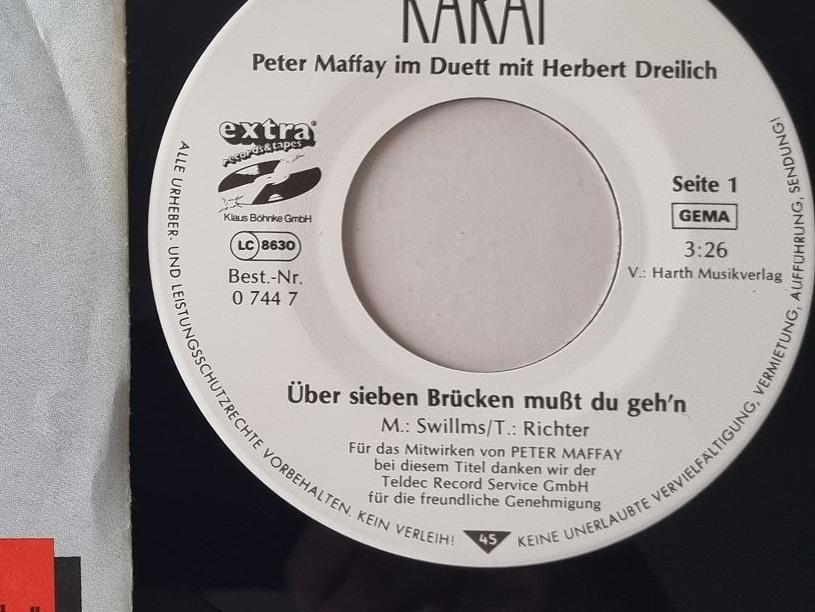 KARAT
Peter Maffay im Duett mit Herbert Dreilich
extra®
records & tapes
Klaus Böhnke GmbH
LC 8630
Best.-Nr.
0 744 7
Seite 1
GEMA
3:26
V.: Harth Musikverlag
Über sieben Brücken mußt du geh'n
M.: Swillms/T.: Richter
Für das Mitwirken von PETER MAFFAY
bei diesem Titel danken wir der
Teldec Record Service GmbH
für die freundliche Genehmigung
ALLE URHEBER- UND LEISTUNGSSCHUTZRECHTE VORBEHALTEN. KEIN VERLEIH!
45
KEINE UNERLAUBTE VERVIELFÄLTIGUNG, VERMIETUNG, AUFFÜHRUNG, SENDUNG!